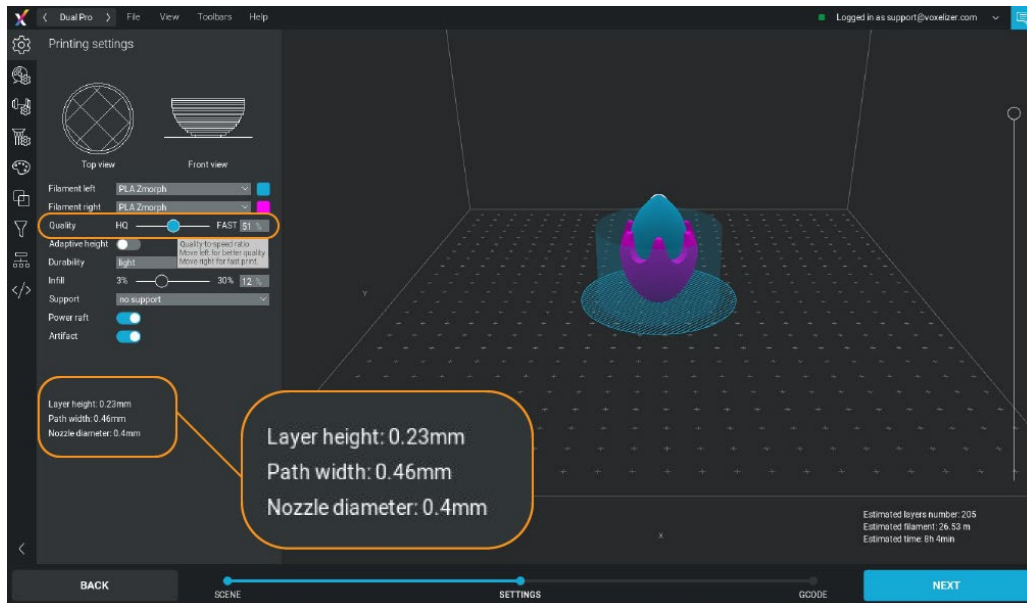 Dual Pro File View Toolbars Help
Logged in as support@voxelizer.com
Printing settings
Top view Front view
Filament left PLA Zmorph
Filament right PLA Zmorph
Quality HQ FAST 51 %
Adaptive height
Quality to speed ratio.
Move left for better quality.
Move right for fast print.
Durability light
Infill 3% 30% 12 %
Support no support
Power raft
Artifact
Layer height: 0.23mm
Path width: 0.46mm
Nozzle diameter: 0.4mm
Layer height: 0.23mm
Path width: 0.46mm
Nozzle diameter: 0.4mm
Y
X
Estimated layers number: 205
Estimated filament: 26.53 m
Estimated time: 8h 4min
BACK
SCENE
SETTINGS
GCODE
NEXT